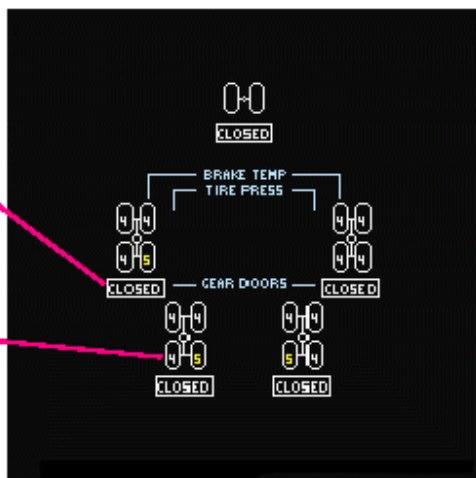 CLOSED
BRAKE TEMP
TIRE PRESS
4 4 4 4
4 5 4 4
CLOSED GEAR DOORS CLOSED
4 4 4 4
4 5 5 4
CLOSED CLOSED